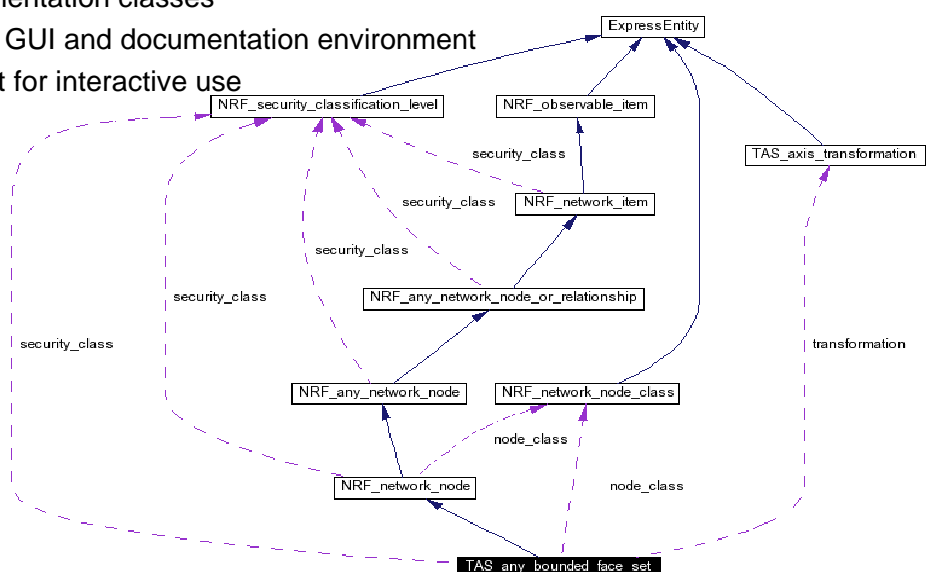 mentation classes
GUI and documentation environment
t for interactive use
ExpressEntity
NRF_security_classification_level
NRF_observable_item
TAS_axis_transformation
security_class
NRF_network_item
security_class
security_class
NRF_any_network_node_or_relationship
security_class
security_class
transformation
NRF_any_network_node
NRF_network_node_class
node_class
NRF_network_node
node_class
TAS_any_bounded_face_set